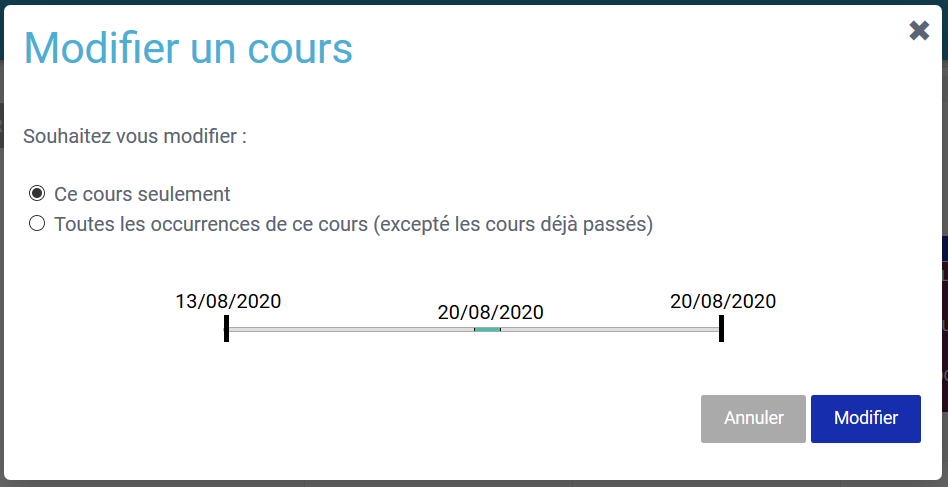 Modifier un cours
Souhaitez vous modifier :
Ce cours seulement
Toutes les occurrences de ce cours (excepté les cours déjà passés)
13/08/2020
20/08/2020
20/08/2020
Annuler
Modifier